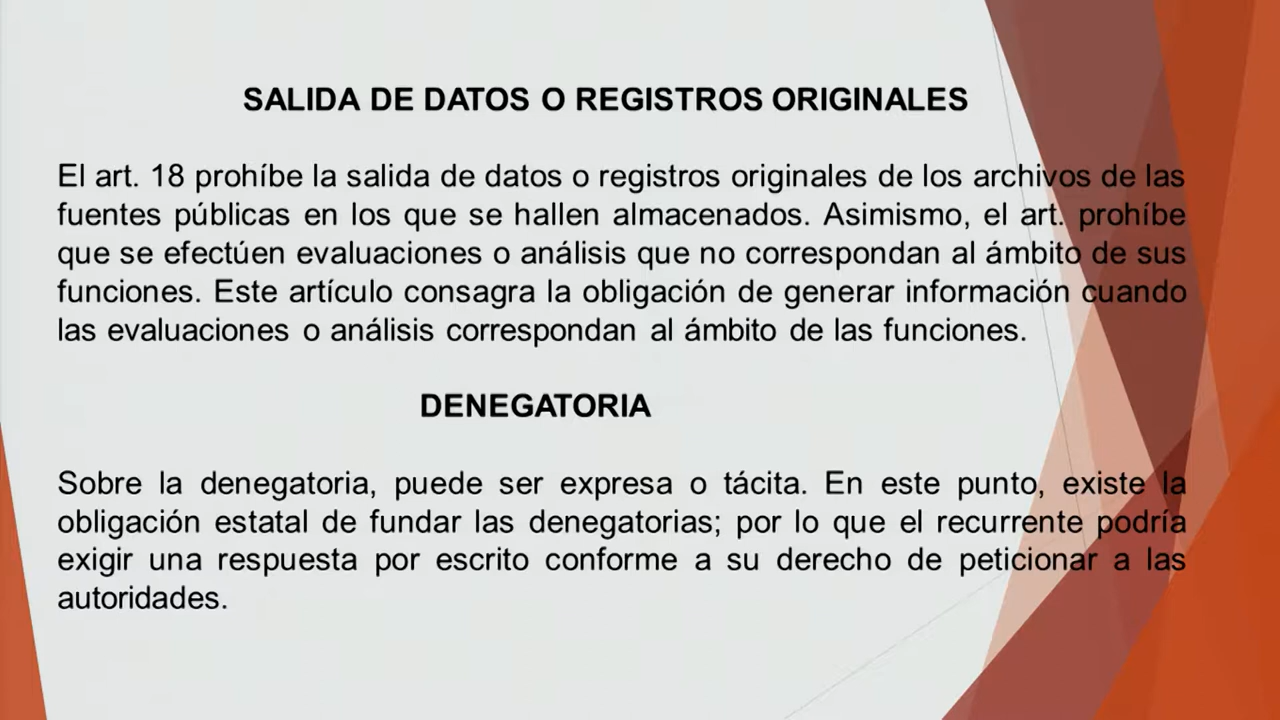 SALIDA DE DATOS O REGISTROS ORIGINALES
El art. 18 prohíbe la salida de datos o registros originales de los archivos de las
fuentes públicas en los que se hallen almacenados. Asimismo, el art. prohíbe
que se efectúen evaluaciones o análisis que no correspondan al ámbito de sus
funciones. Este artículo consagra la obligación de generar información cuando
las evaluaciones o análisis correspondan al ámbito de las funciones.
DENEGATORIA
Sobre la denegatoria, puede ser expresa o tácita. En este punto, existe la
obligación estatal de fundar las denegatorias; por lo que el recurrente podría
exigir una respuesta por escrito conforme a su derecho de peticionar a las
autoridades.